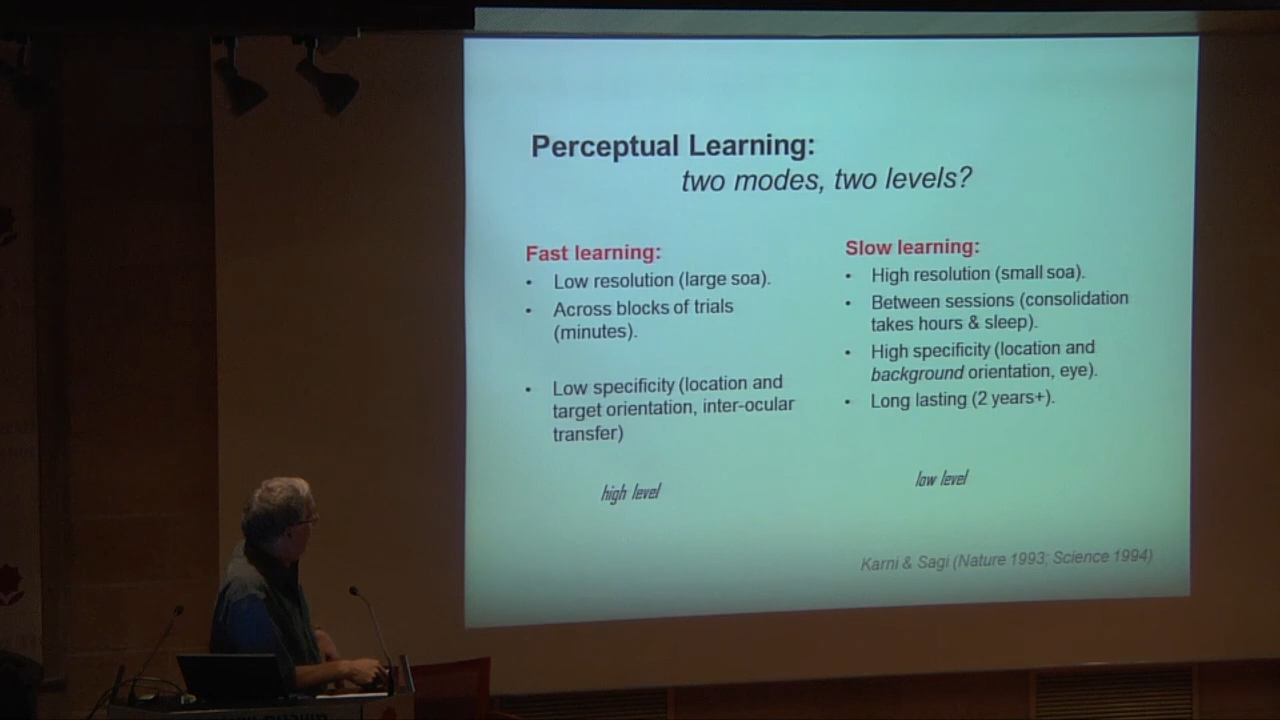 Perceptual Learning:
two modes, two levels?
Fast learning:
• Low resolution (large soa).
• Across blocks of trials
(minutes).
• Low specificity (location and
target orientation, inter-ocular
transfer)
high level
Slow learning:
• High resolution (small soa).
• Between sessions (consolidation
takes hours & sleep).
• High specificity (location and
background orientation, eye).
• Long lasting (2 years+).
low level
Karni & Sagi (Nature 1993; Science 1994)